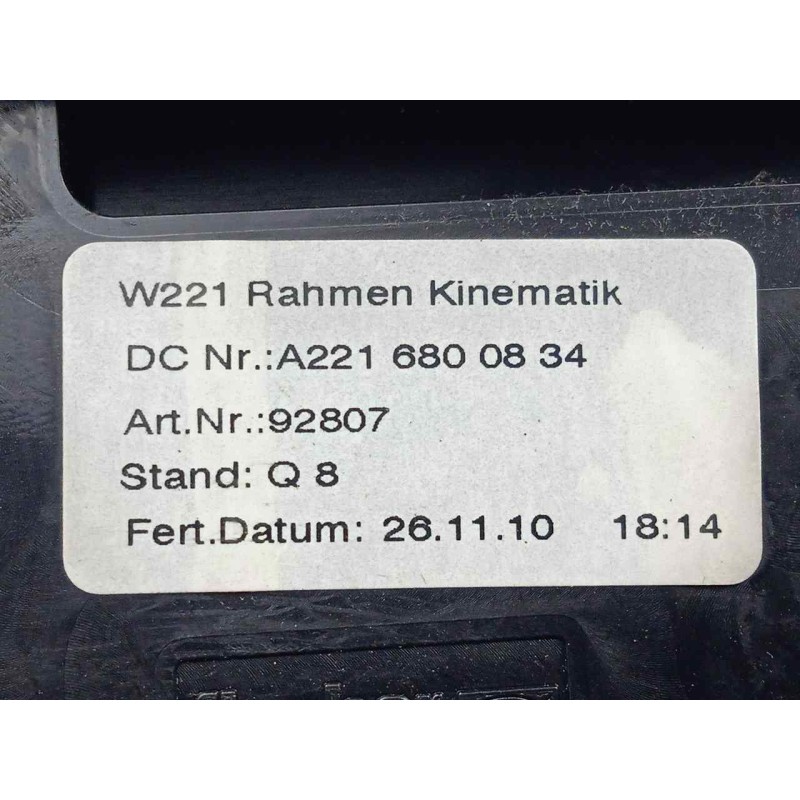 W221 Rahmen Kinematik
DC Nr.:A221 680 08 34
Art.Nr.:92807
Stand: Q 8
Fert.Datum: 26.11.10 18:14